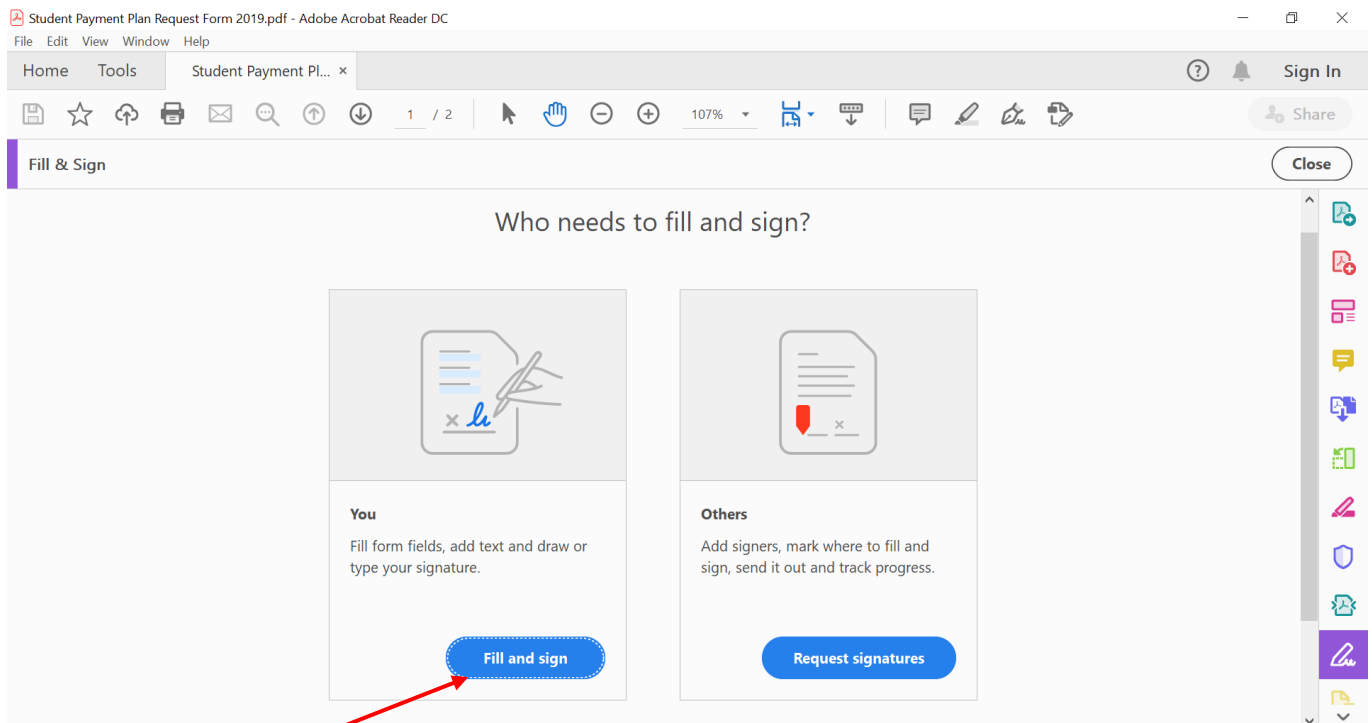 Student Payment Plan Request Form 2019.pdf - Adobe Acrobat Reader DC
File Edit View Window Help
Home Tools Student Payment Pl... × Sign In
1 / 2 107% Share
Fill & Sign Close
Who needs to fill and sign?
You
Fill form fields, add text and draw or
type your signature.
Fill and sign
Others
Add signers, mark where to fill and
sign, send it out and track progress.
Request signatures